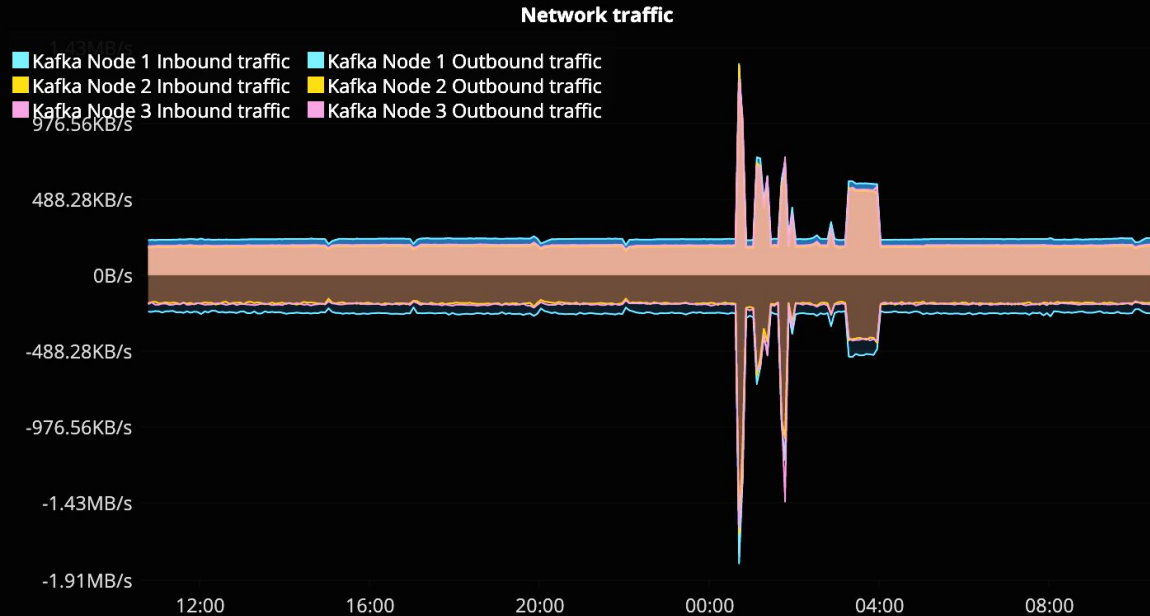 Network traffic
1.43MB/s
Kafka Node 1 Inbound traffic Kafka Node 1 Outbound traffic
Kafka Node 2 Inbound traffic Kafka Node 2 Outbound traffic
Kafka Node 3 Inbound traffic Kafka Node 3 Outbound traffic
976.56KB/s
488.28KB/s
0B/s
-488.28KB/s
-976.56KB/s
-1.43MB/s
-1.91MB/s
12:00 16:00 20:00 00:00 04:00 08:00